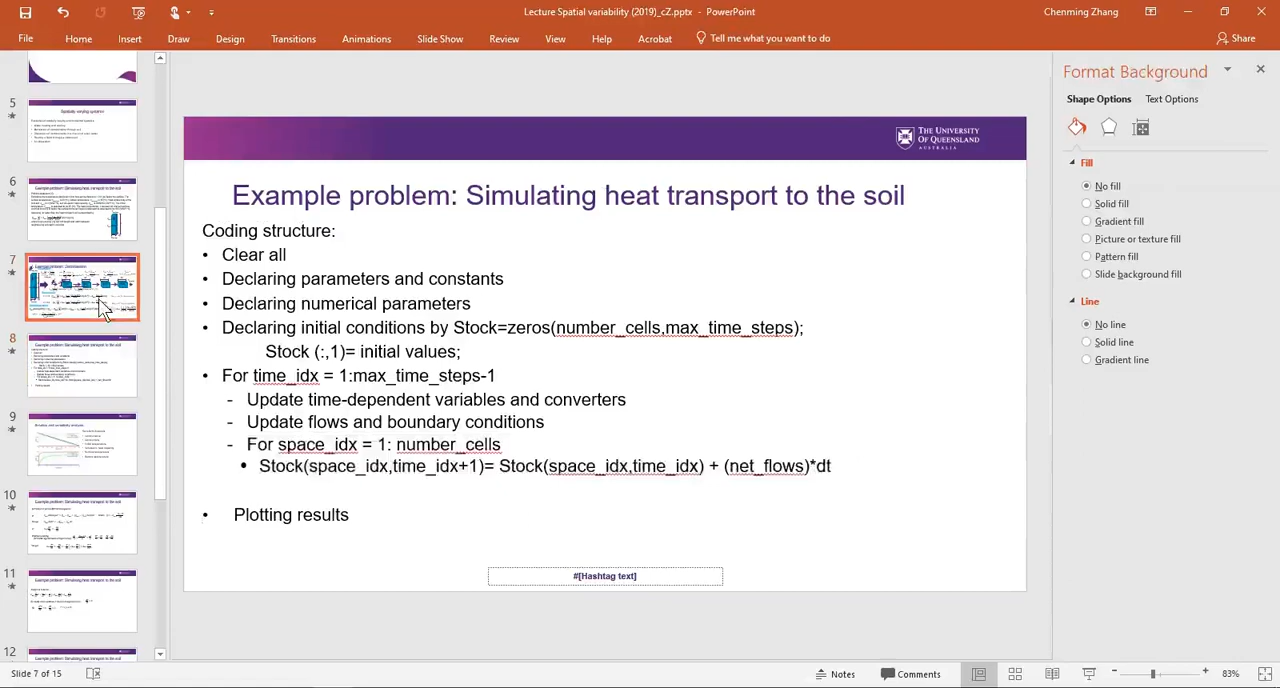 Lecture Spatial variability (2019)_cZ.pptx - PowerPoint
Chenming Zhang
File Home Insert Draw Design Transitions Animations Slide Show Review View Help Acrobat Tell me what you want to do Share
5
6
7
8
9
10
11
12
THE UNIVERSITY
OF QUEENSLAND
AUSTRALIA
Example problem: Simulating heat transport to the soil
Coding structure:
• Clear all
• Declaring parameters and constants
• Declaring numerical parameters
• Declaring initial conditions by Stock=zeros(number_cells,max_time_steps);
Stock (:,1)= initial values;
• For time_idx = 1:max_time_steps-1
- Update time-dependent variables and converters
- Update flows and boundary conditions
- For space_idx = 1: number_cells
• Stock(space_idx,time_idx+1)= Stock(space_idx,time_idx) + (net_flows)*dt
• Plotting results
#[Hashtag text]
Format Background
Shape Options Text Options
Fill
No fill
Solid fill
Gradient fill
Picture or texture fill
Pattern fill
Slide background fill
Line
No line
Solid line
Gradient line
Slide 7 of 15
Notes Comments 83%